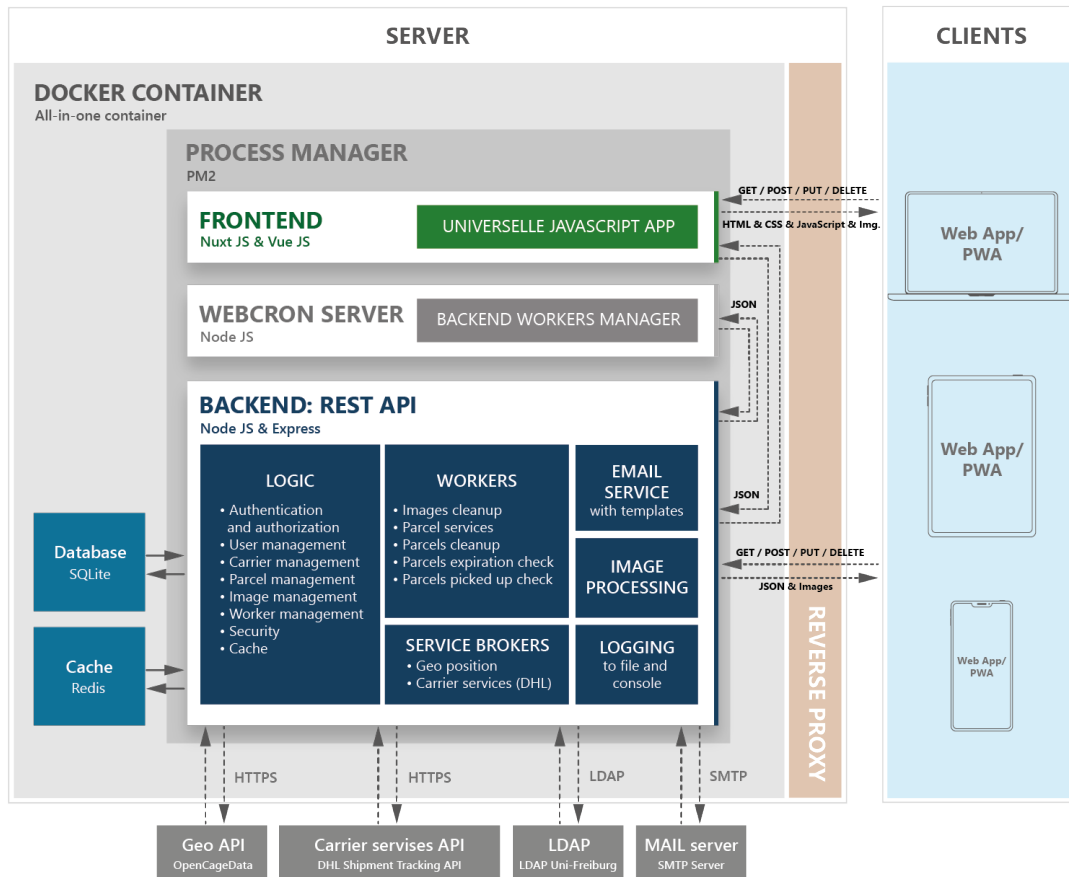 SERVER
CLIENTS
DOCKER CONTAINER
All-in-one container
PROCESS MANAGER
PM2
FRONTEND
Nuxt JS & Vue JS
UNIVERSELLE JAVASCRIPT APP
WEBCRON SERVER
Node JS
BACKEND WORKERS MANAGER
BACKEND: REST API
Node JS & Express
LOGIC
• Authentication
and authorization
• User management
• Carrier management
• Parcel management
• Image management
• Worker management
• Security
• Cache
WORKERS
• Images cleanup
• Parcel services
• Parcels cleanup
• Parcels expiration check
• Parcels picked up check
SERVICE BROKERS
• Geo position
• Carrier services (DHL)
EMAIL
SERVICE
with templates
IMAGE
PROCESSING
LOGGING
to file and
console
Database
SQLite
Cache
Redis
GET / POST / PUT / DELETE
HTML & CSS & JavaScript & Img.
JSON
JSON
GET / POST / PUT / DELETE
JSON & Images
REVERSE PROXY
Web App/
PWA
Web App/
PWA
Web App/
PWA
HTTPS
HTTPS
LDAP
SMTP
Geo API
OpenCageData
Carrier servises API
DHL Shipment Tracking API
LDAP
LDAP Uni-Freiburg
MAIL server
SMTP Server